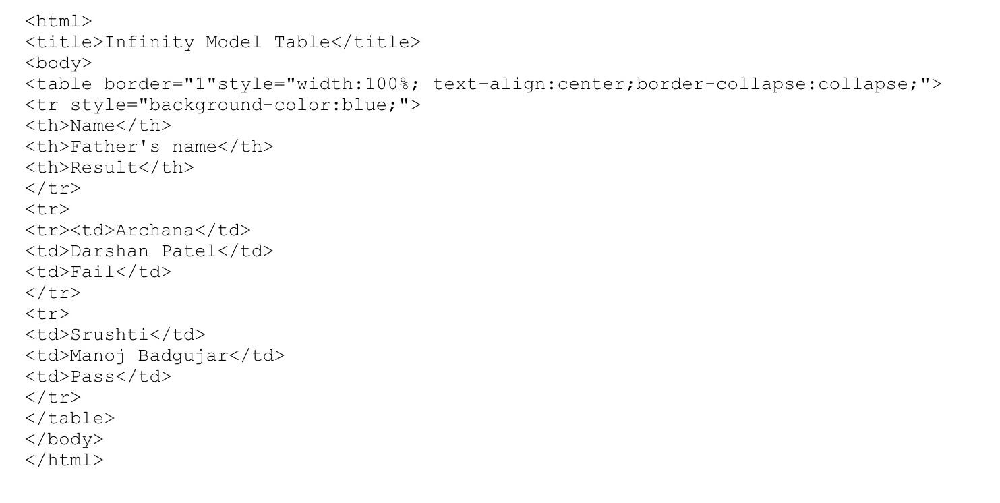 <html>
<title>Infinity Model Table</title>
<body>
<table border="1"style="width:100%; text-align:center;border-collapse:collapse;">
<tr style="background-color:blue;">
<th>Name</th>
<th>Father's name</th>
<th>Result</th>
</tr>
<tr>
<tr><td>Archana</td>
<td>Darshan Patel</td>
<td>Fail</td>
</tr>
<tr>
<td>Srushti</td>
<td>Manoj Badgujar</td>
<td>Pass</td>
</tr>
</table>
</body>
</html>